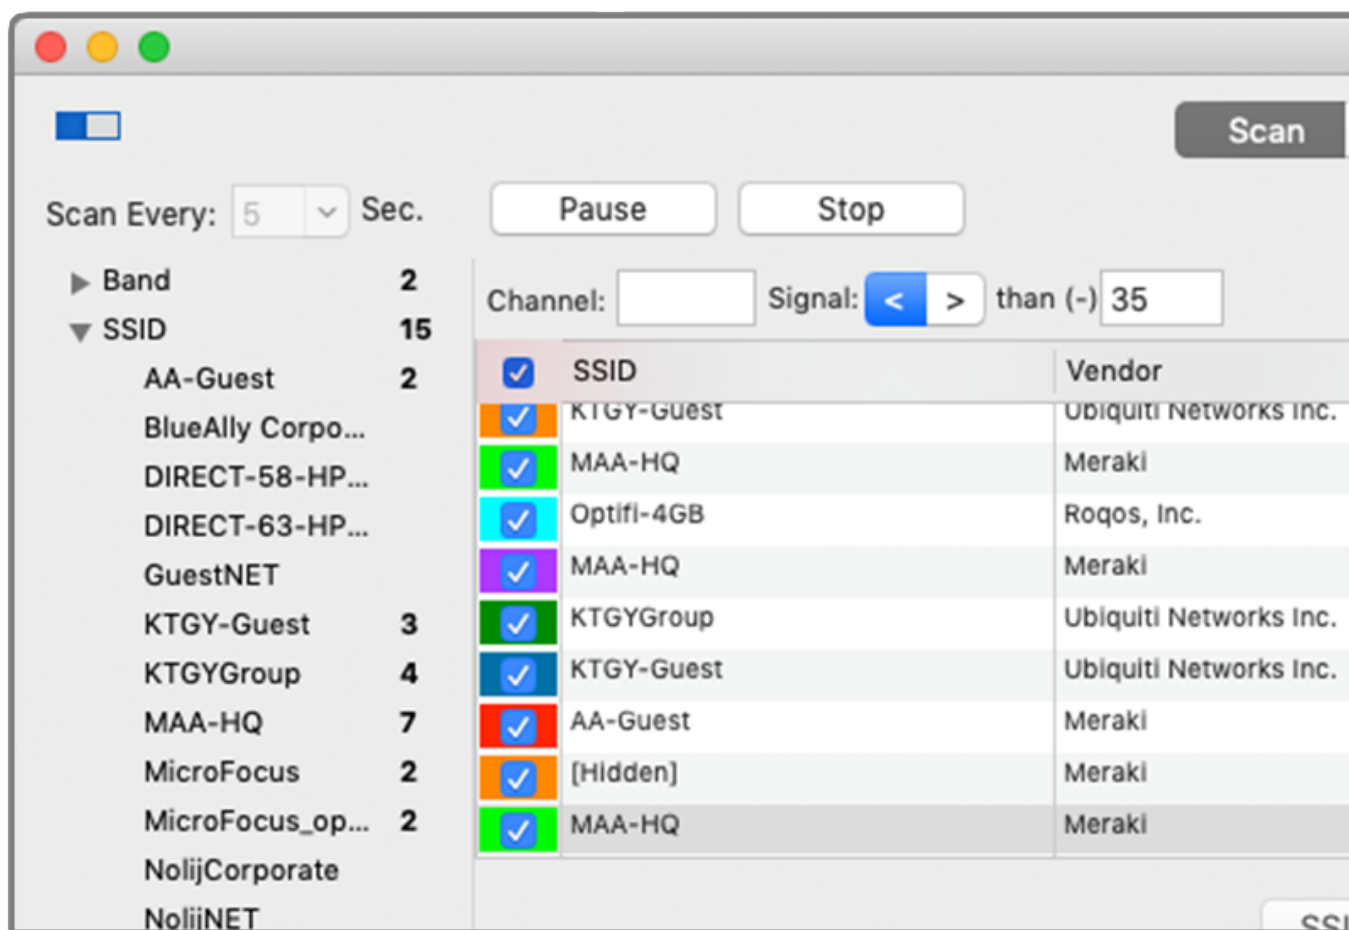 Scan
Scan Every: 5 Sec.
Pause
Stop
Band 2
SSID 15
AA-Guest 2
BlueAlly Corpo...
DIRECT-58-HP...
DIRECT-63-HP...
GuestNET
KTGY-Guest 3
KTGYGroup 4
MAA-HQ 7
MicroFocus 2
MicroFocus_op... 2
NolijCorporate
NolijNET
Channel: Signal: < > than (-) 35
SSID Vendor
KTGY-Guest Ubiquiti Networks Inc.
MAA-HQ Meraki
Optifi-4GB Roqos, Inc.
MAA-HQ Meraki
KTGYGroup Ubiquiti Networks Inc.
KTGY-Guest Ubiquiti Networks Inc.
AA-Guest Meraki
[Hidden] Meraki
MAA-HQ Meraki